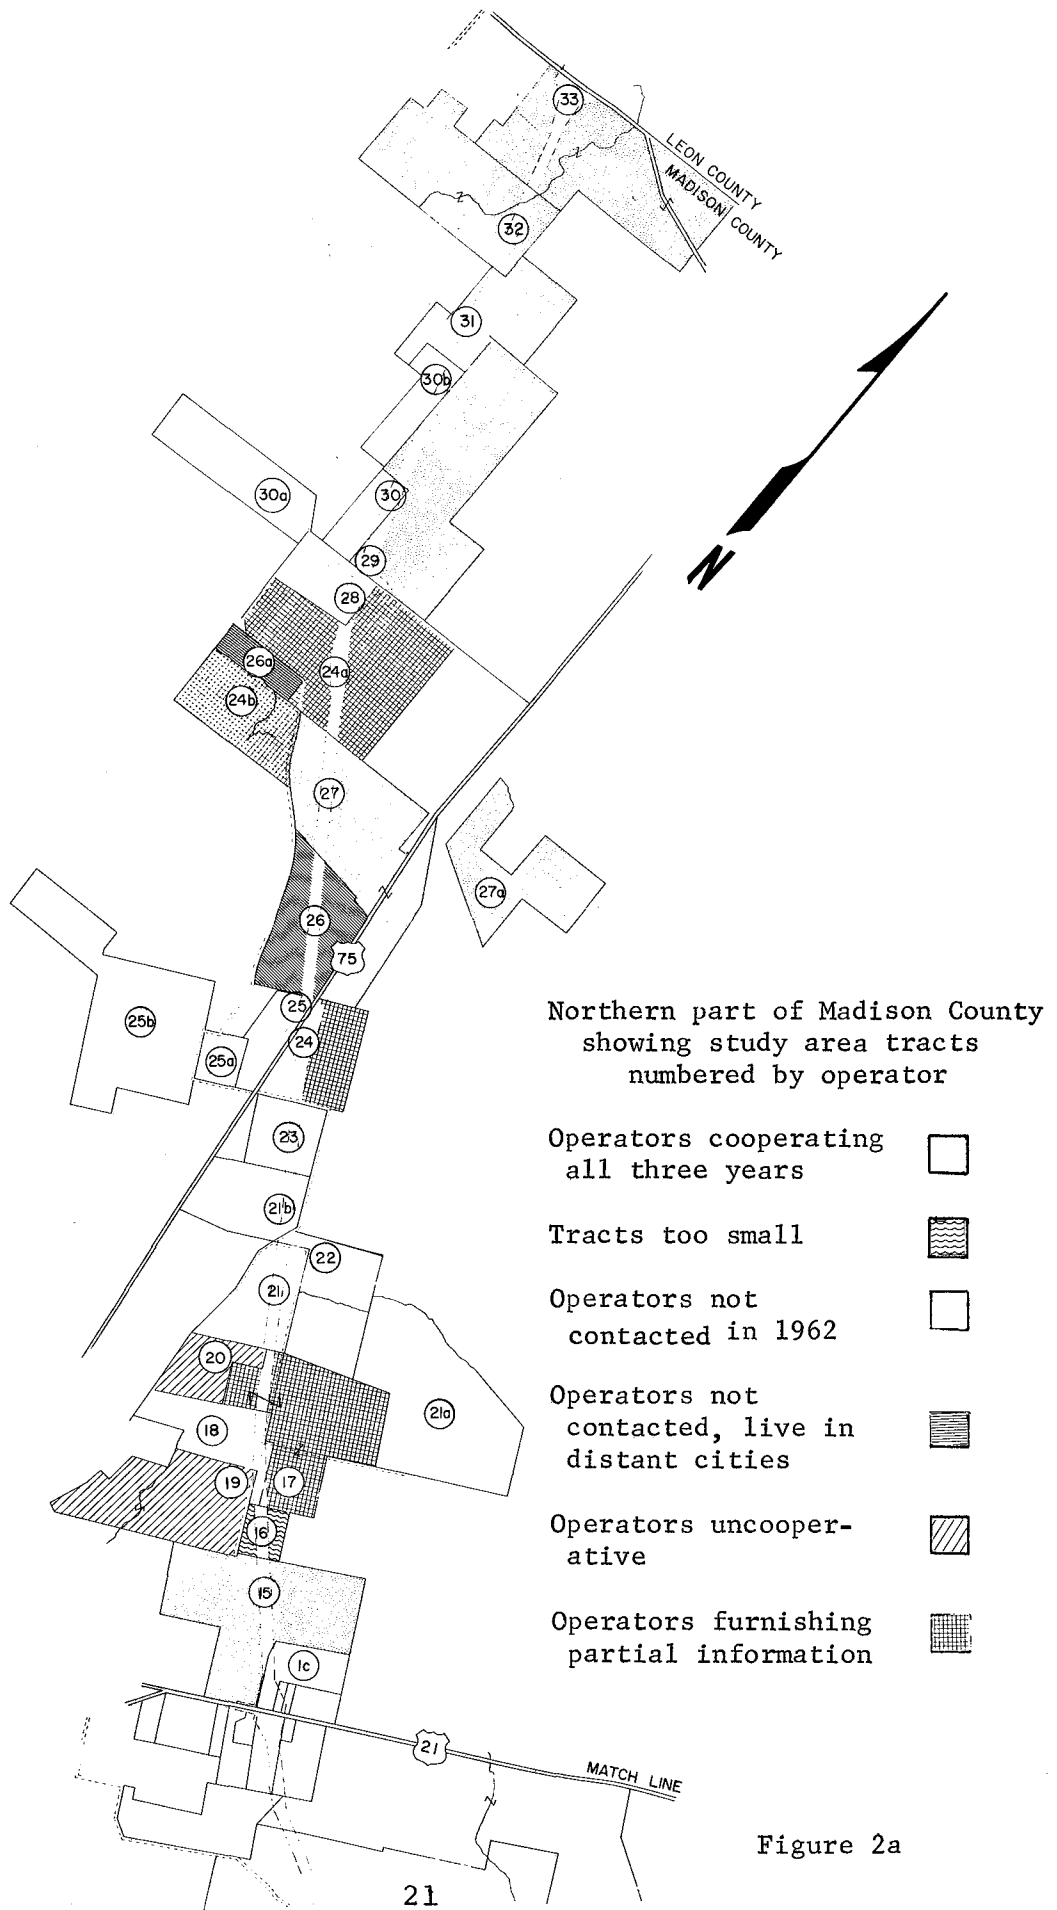 33
LEON COUNTY
MADISON COUNTY
32
31
30b
30a
30
29
28
26a
24a
24b
27
27a
26
75
25
24
25b
25a
23
21b
22
21
20
21a
18
19
17
16
15
1c
21
MATCH LINE
N
Northern part of Madison County
showing study area tracts
numbered by operator
Operators cooperating
all three years
Tracts too small
Operators not
contacted in 1962
Operators not
contacted, live in
distant cities
Operators uncooper-
ative
Operators furnishing
partial information
Figure 2a
21